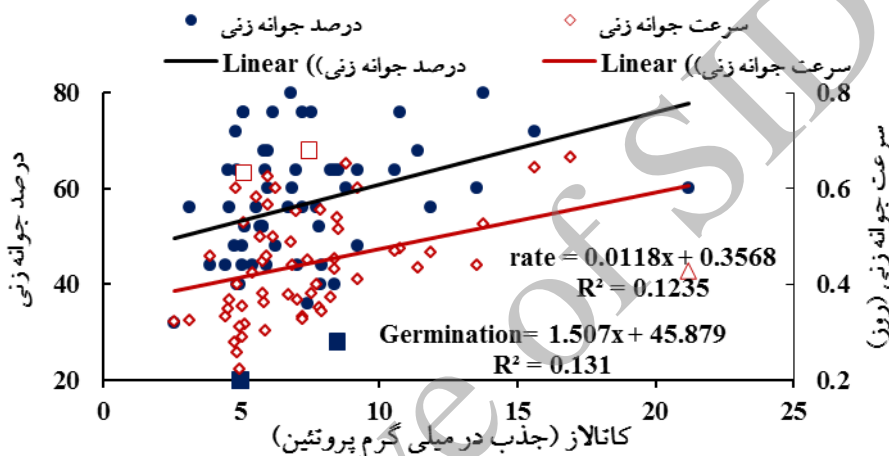 درصد جوانه زنی
سرعت جوانه زنی
Linear ((درصد جوانه زنی
Linear ((سرعت جوانه زنی
80
60
40
20
درصد جوانه زنی
0.8
0.6
0.4
0.2
سرعت جوانه زنی (روز)
rate = 0.0118x + 0.3568
R² = 0.1235
Germination= 1.507x + 45.879
R² = 0.131
0 5 10 15 20 25
کاتالاز (جذب در میلی گرم پروتئین)
ve of SID